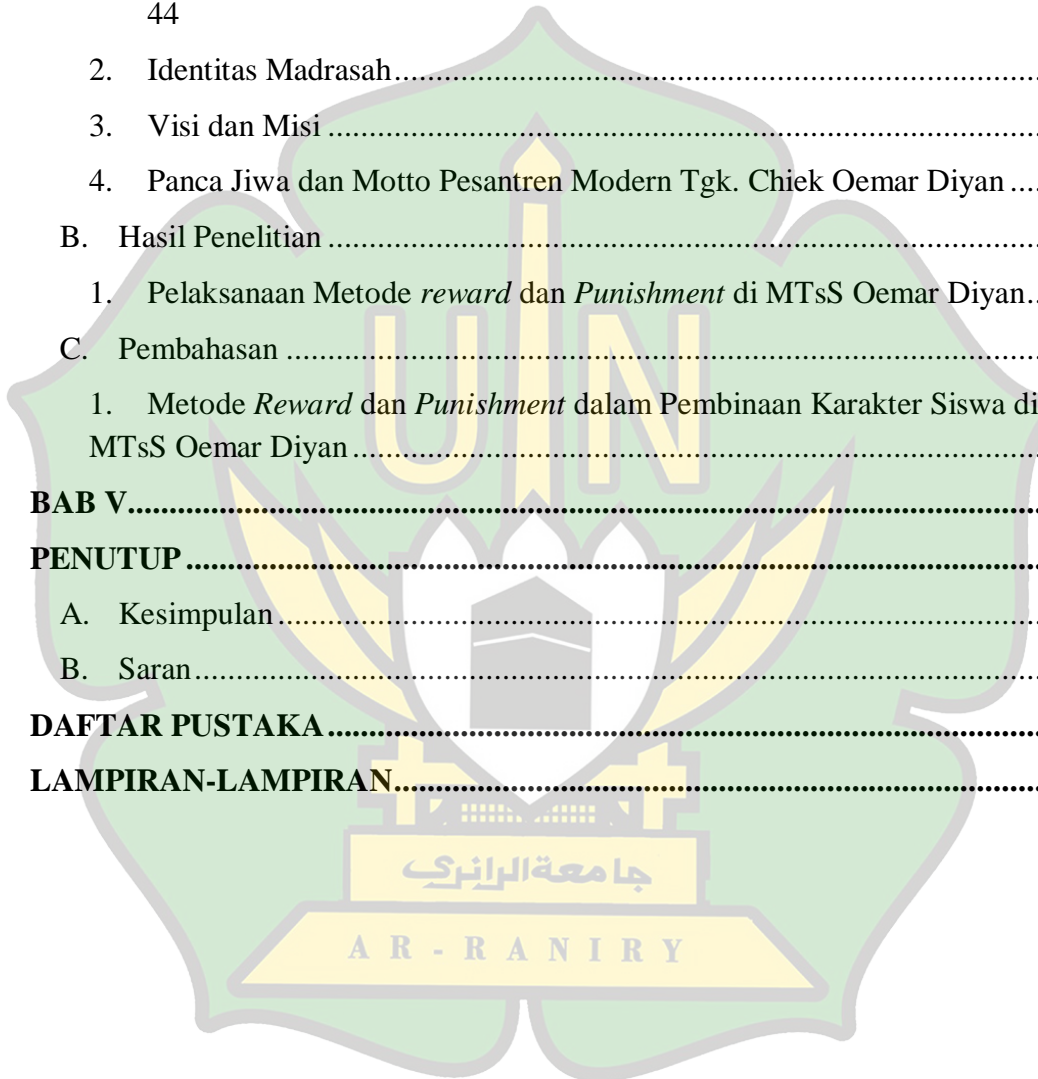 44
2. Identitas Madrasah........................................................................................
3. Visi dan Misi ................................................................................................
4. Panca Jiwa dan Motto Pesantren Modern Tgk. Chiek Oemar Diyan ....
B. Hasil Penelitian ...............................................................................................
1. Pelaksanaan Metode reward dan Punishment di MTsS Oemar Diyan...
C. Pembahasan ....................................................................................................
1. Metode Reward dan Punishment dalam Pembinaan Karakter Siswa di
MTsS Oemar Diyan ..............................................................................................
BAB V....................................................................................................................
PENUTUP .............................................................................................................
A. Kesimpulan .....................................................................................................
B. Saran ................................................................................................................
DAFTAR PUSTAKA ...........................................................................................
LAMPIRAN-LAMPIRAN...................................................................................
UIN
جامعةالرانري
AR-RANIRY